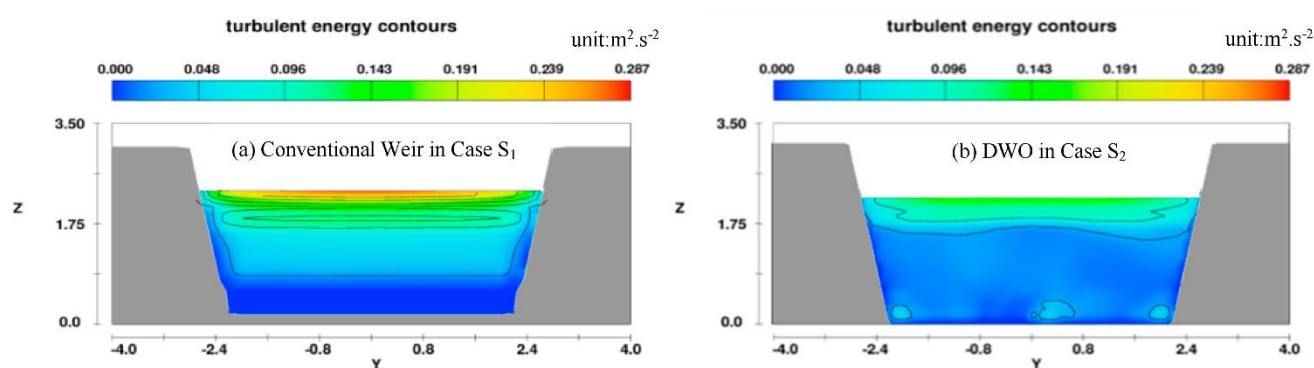 turbulent energy contours
unit:m².s⁻²
0.000 0.048 0.096 0.143 0.191 0.239 0.287
3.50
(a) Conventional Weir in Case S₁
Z
1.75
0.0
-4.0 -2.4 -0.8 0.8 2.4 4.0
Y
turbulent energy contours
unit:m².s⁻²
0.000 0.048 0.096 0.143 0.191 0.239 0.287
3.50
(b) DWO in Case S₂
Z
1.75
0.0
-4.0 -2.4 -0.8 0.8 2.4 4.0
Y